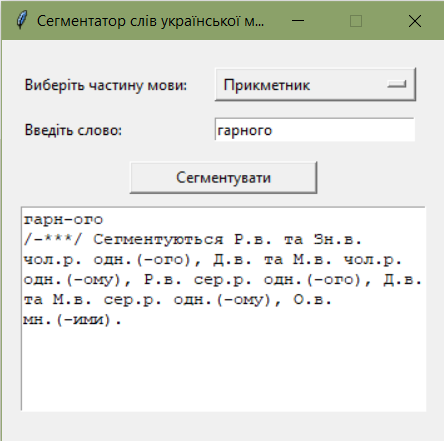 Сегментатор слів української м...
Виберіть частину мови:
Прикметник
Введіть слово:
гарного
Сегментувати
гарн-ого
/-***/ Сегментуються Р.в. та Зн.в.
чол.р. одн.(-ого), Д.в. та М.в. чол.р.
одн.(-ому), Р.в. сер.р. одн.(-ого), Д.в.
та М.в. сер.р. одн.(-ому), О.в.
мн.(-ими).